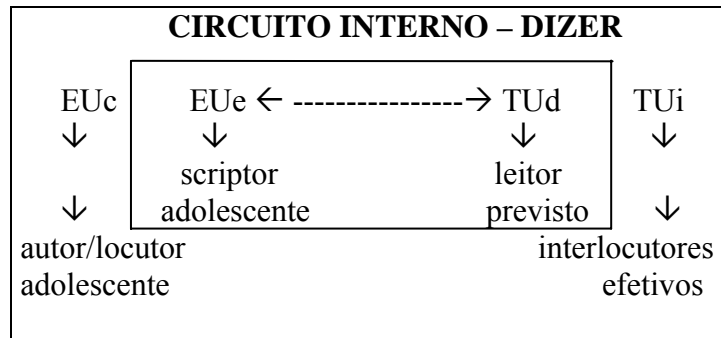 CIRCUITO INTERNO – DIZER
EUc EUe ← ----------------→ TUd TUi
↓ ↓ ↓ ↓
scriptor leitor
↓ adolescente previsto ↓
autor/locutor interlocutores
adolescente efetivos